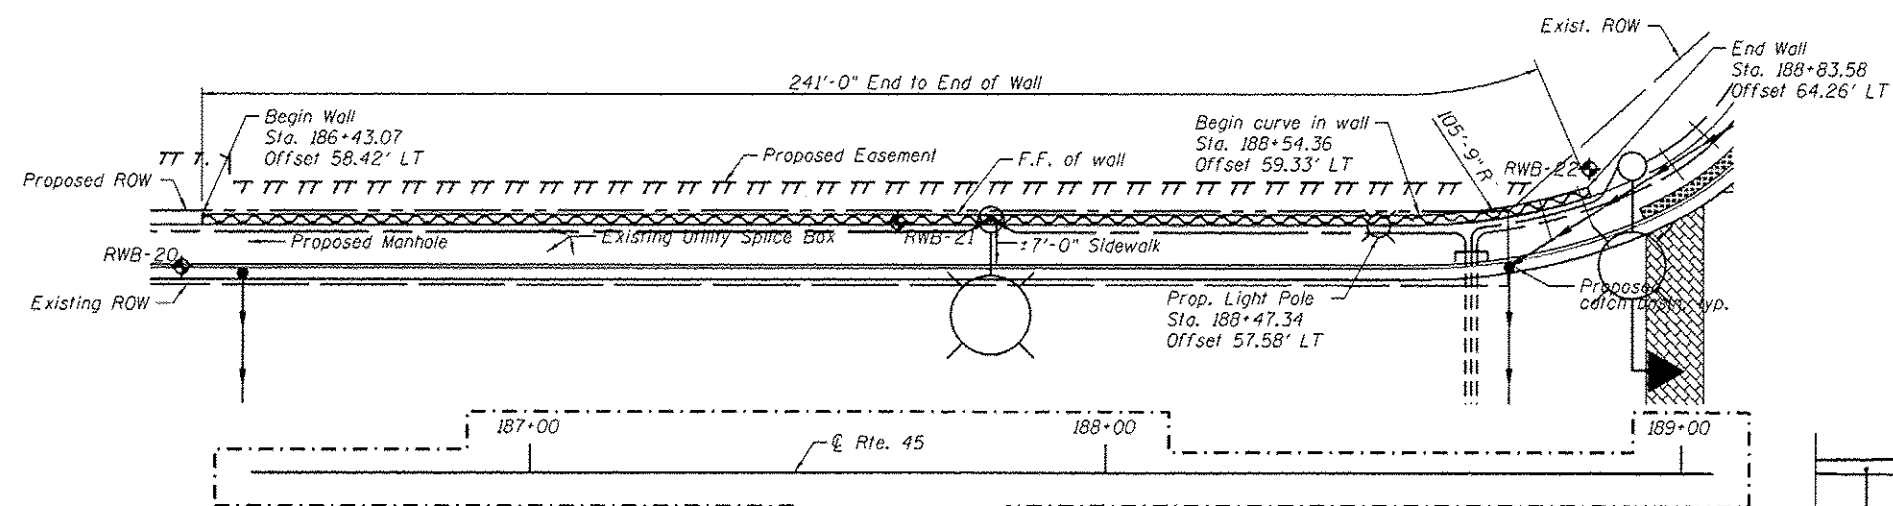 Exist. ROW
End Wall
Sta. 188+83.58
Offset 64.26' LT
241'-0" End to End of Wall
Begin Wall
Sta. 186+43.07
Offset 58.42' LT
Begin curve in wall
Sta. 188+54.36
Offset 59.33' LT
105'-9" R
Proposed Easement
F.F. of wall
RWB-22
Proposed ROW
Proposed Manhole
Existing Utility Splice Box
RWB-21
±7'-0" Sidewalk
RWB-20
Existing ROW
Prop. Light Pole
Sta. 188+47.34
Offset 57.58' LT
Proposed
catch basin, typ.
187+00
188+00
189+00
℄ Rte. 45